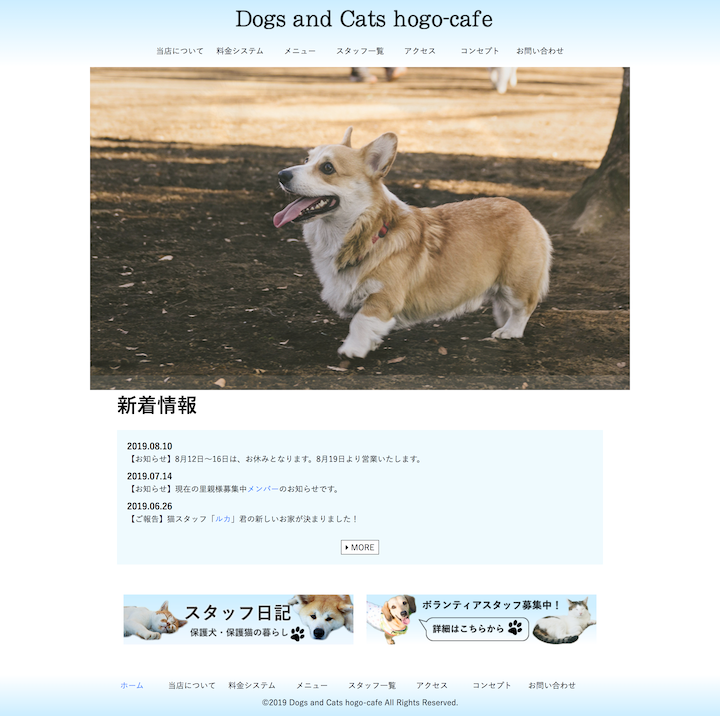 Dogs and Cats hogo-cafe
当店について 料金システム メニュー スタッフ一覧 アクセス コンセプト お問い合わせ
新着情報
2019.08.10
【お知らせ】8月12日〜16日は、お休みとなります。8月19日より営業いたします。
2019.07.14
【お知らせ】現在の里親様募集中メンバーのお知らせです。
2019.06.26
【ご報告】猫スタッフ「ルカ」君の新しいお家が決まりました！
MORE
スタッフ日記
保護犬・保護猫の暮らし
ボランティアスタッフ募集中！
詳細はこちらから
ホーム 当店について 料金システム メニュー スタッフ一覧 アクセス コンセプト お問い合わせ
©2019 Dogs and Cats hogo-cafe All Rights Reserved.